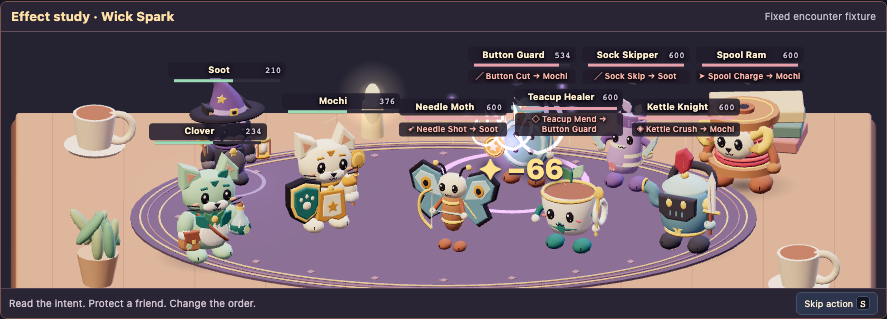 Effect study · Wick Spark
Fixed encounter fixture
Button Guard 534
／ Button Cut → Mochi
Sock Skipper 600
／ Sock Skip → Soot
Spool Ram 600
➤ Spool Charge → Mochi
Soot 210
Mochi 376
Needle Moth 600
✔ Needle Shot → Soot
Teacup Healer 600
◇ Teacup Mend →
Button Guard
Kettle Knight 600
◈ Kettle Crush → Mochi
Clover 234
✦ −66
Read the intent. Protect a friend. Change the order.
Skip action S